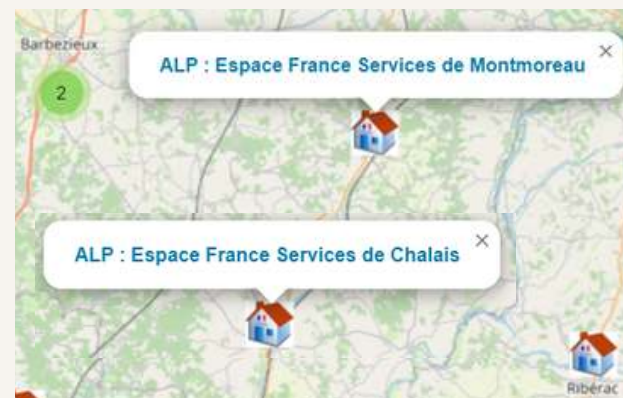 Barbezieux
ALP : Espace France Services de Montmoreau
×
2
ALP : Espace France Services de Chalais
×
Ribérac